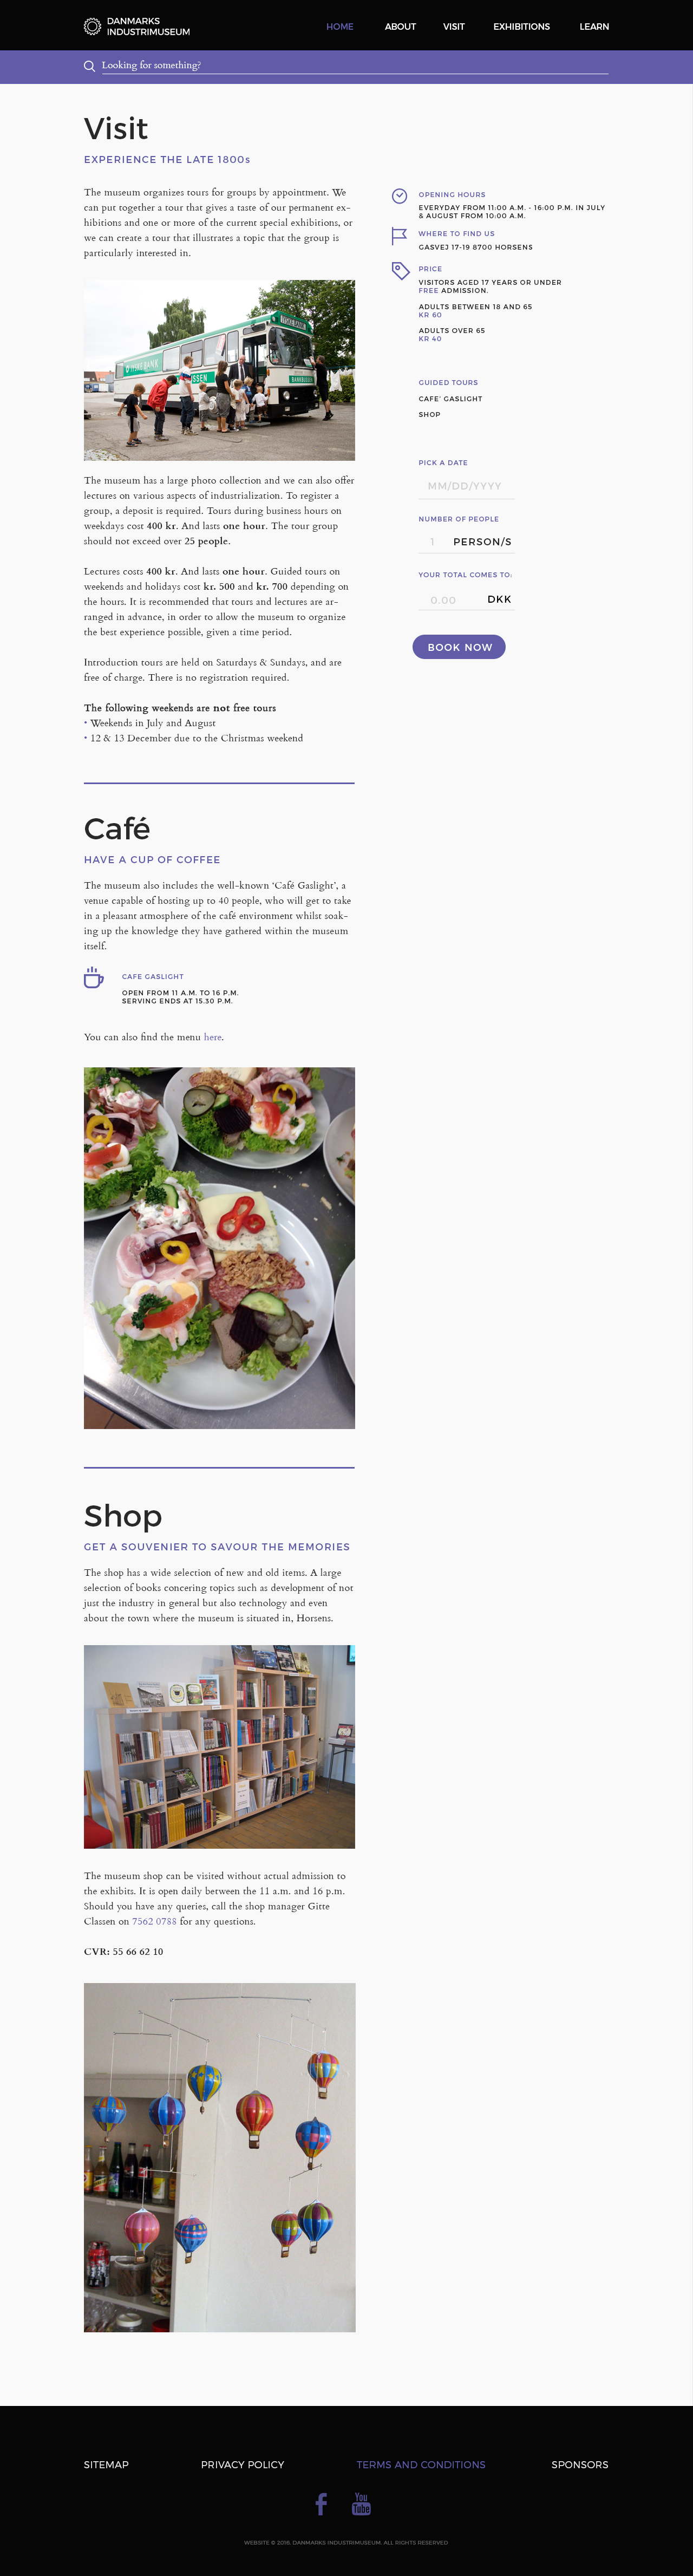 DANMARKS
INDUSTRIMUSEUM
HOME ABOUT VISIT EXHIBITIONS LEARN
Looking for something?
Visit
EXPERIENCE THE LATE 1800s
The museum organizes tours for groups by appointment. We
can put together a tour that gives a taste of our permanent ex-
hibitions and one or more of the current special exhibitions, or
we can create a tour that illustrates a topic that the group is
particularly interested in.
The museum has a large photo collection and we can also offer
lectures on various aspects of industrialization. To register a
group, a deposit is required. Tours during business hours on
weekdays cost 400 kr. And lasts one hour. The tour group
should not exceed over 25 people.
Lectures costs 400 kr. And lasts one hour. Guided tours on
weekends and holidays cost kr. 500 and kr. 700 depending on
the hours. It is recommended that tours and lectures are ar-
ranged in advance, in order to allow the museum to organize
the best experience possible, given a time period.
Introduction tours are held on Saturdays & Sundays, and are
free of charge. There is no registration required.
The following weekends are not free tours
• Weekends in July and August
• 12 & 13 December due to the Christmas weekend
OPENING HOURS
EVERYDAY FROM 11:00 A.M. - 16:00 P.M. IN JULY
& AUGUST FROM 10:00 A.M.
WHERE TO FIND US
GASVEJ 17-19 8700 HORSENS
PRICE
VISITORS AGED 17 YEARS OR UNDER
FREE ADMISSION.
ADULTS BETWEEN 18 AND 65
KR 60
ADULTS OVER 65
KR 40
GUIDED TOURS
CAFE´ GASLIGHT
SHOP
PICK A DATE
MM/DD/YYYY
NUMBER OF PEOPLE
1 PERSON/S
YOUR TOTAL COMES TO:
0.00 DKK
BOOK NOW
Café
HAVE A CUP OF COFFEE
The museum also includes the well-known ‘Café Gaslight’, a
venue capable of hosting up to 40 people, who will get to take
in a pleasant atmosphere of the café environment whilst soak-
ing up the knowledge they have gathered within the museum
itself.
CAFE GASLIGHT
OPEN FROM 11 A.M. TO 16 P.M.
SERVING ENDS AT 15.30 P.M.
You can also find the menu here.
Shop
GET A SOUVENIER TO SAVOUR THE MEMORIES
The shop has a wide selection of new and old items. A large
selection of books concering topics such as development of not
just the industry in general but also technology and even
about the town where the museum is situated in, Horsens.
The museum shop can be visited without actual admission to
the exhibits. It is open daily between the 11 a.m. and 16 p.m.
Should you have any queries, call the shop manager Gitte
Classen on 7562 0788 for any questions.
CVR: 55 66 62 10
SITEMAP PRIVACY POLICY TERMS AND CONDITIONS SPONSORS
You
Tube
WEBSITE © 2016. DANMARKS INDUSTRIMUSEUM. ALL RIGHTS RESERVED